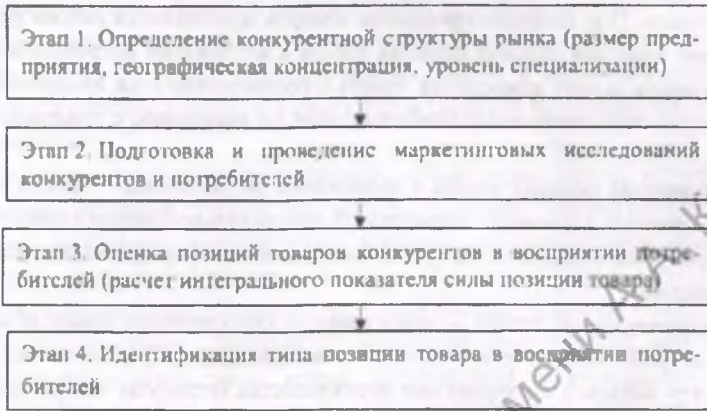 Этап 1. Определение конкурентной структуры рынка (размер пред-
приятия, географическая концентрация, уровень специализации)
Этап 2. Подготовка и проведение маркетинговых исследований
конкурентов и потребителей
Этап 3. Оценка позиций товаров конкурентов в восприятии потре-
бителей (расчет интегрального показателя силы позиции товара)
Этап 4. Идентификация типа позиции товара в восприятии потре-
бителей
имени А.А. К